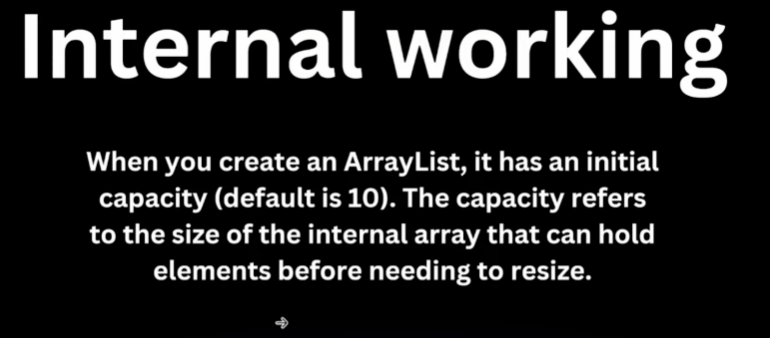 Internal working
When you create an ArrayList, it has an initial
capacity (default is 10). The capacity refers
to the size of the internal array that can hold
elements before needing to resize.